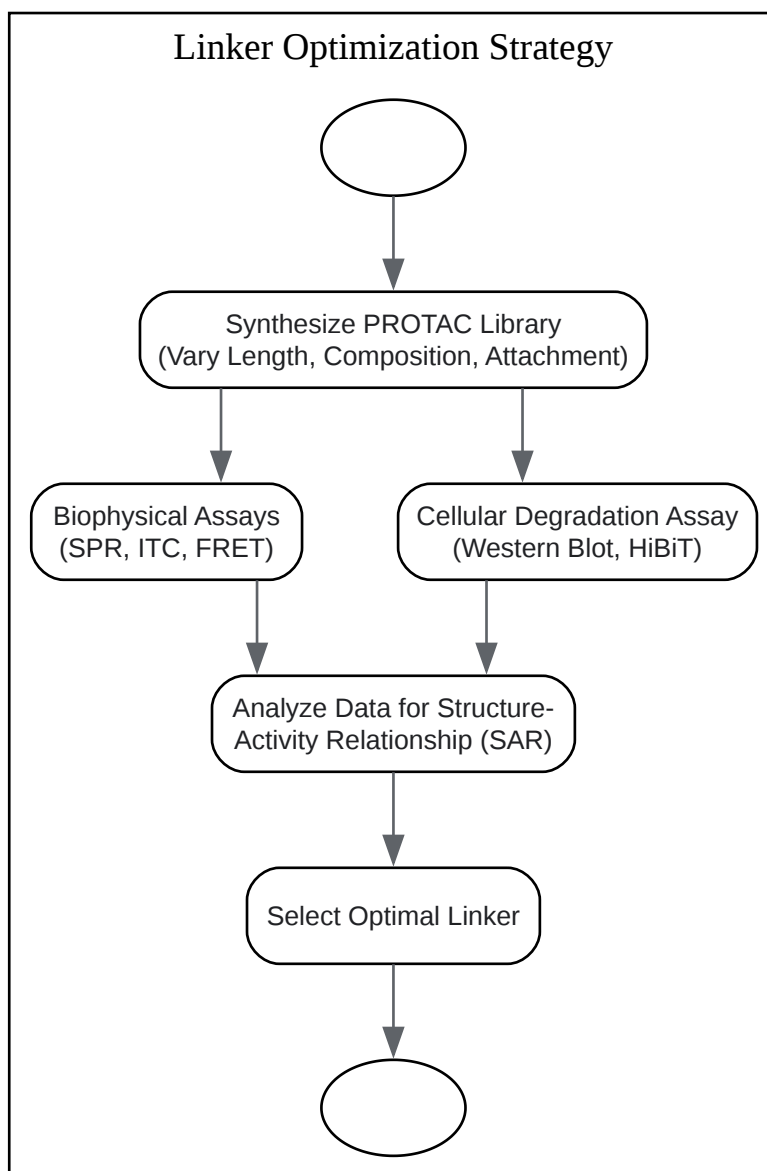 Linker Optimization Strategy
Synthesize PROTAC Library
(Vary Length, Composition, Attachment)
Biophysical Assays
(SPR, ITC, FRET)
Cellular Degradation Assay
(Western Blot, HiBiT)
Analyze Data for Structure-
Activity Relationship (SAR)
Select Optimal Linker